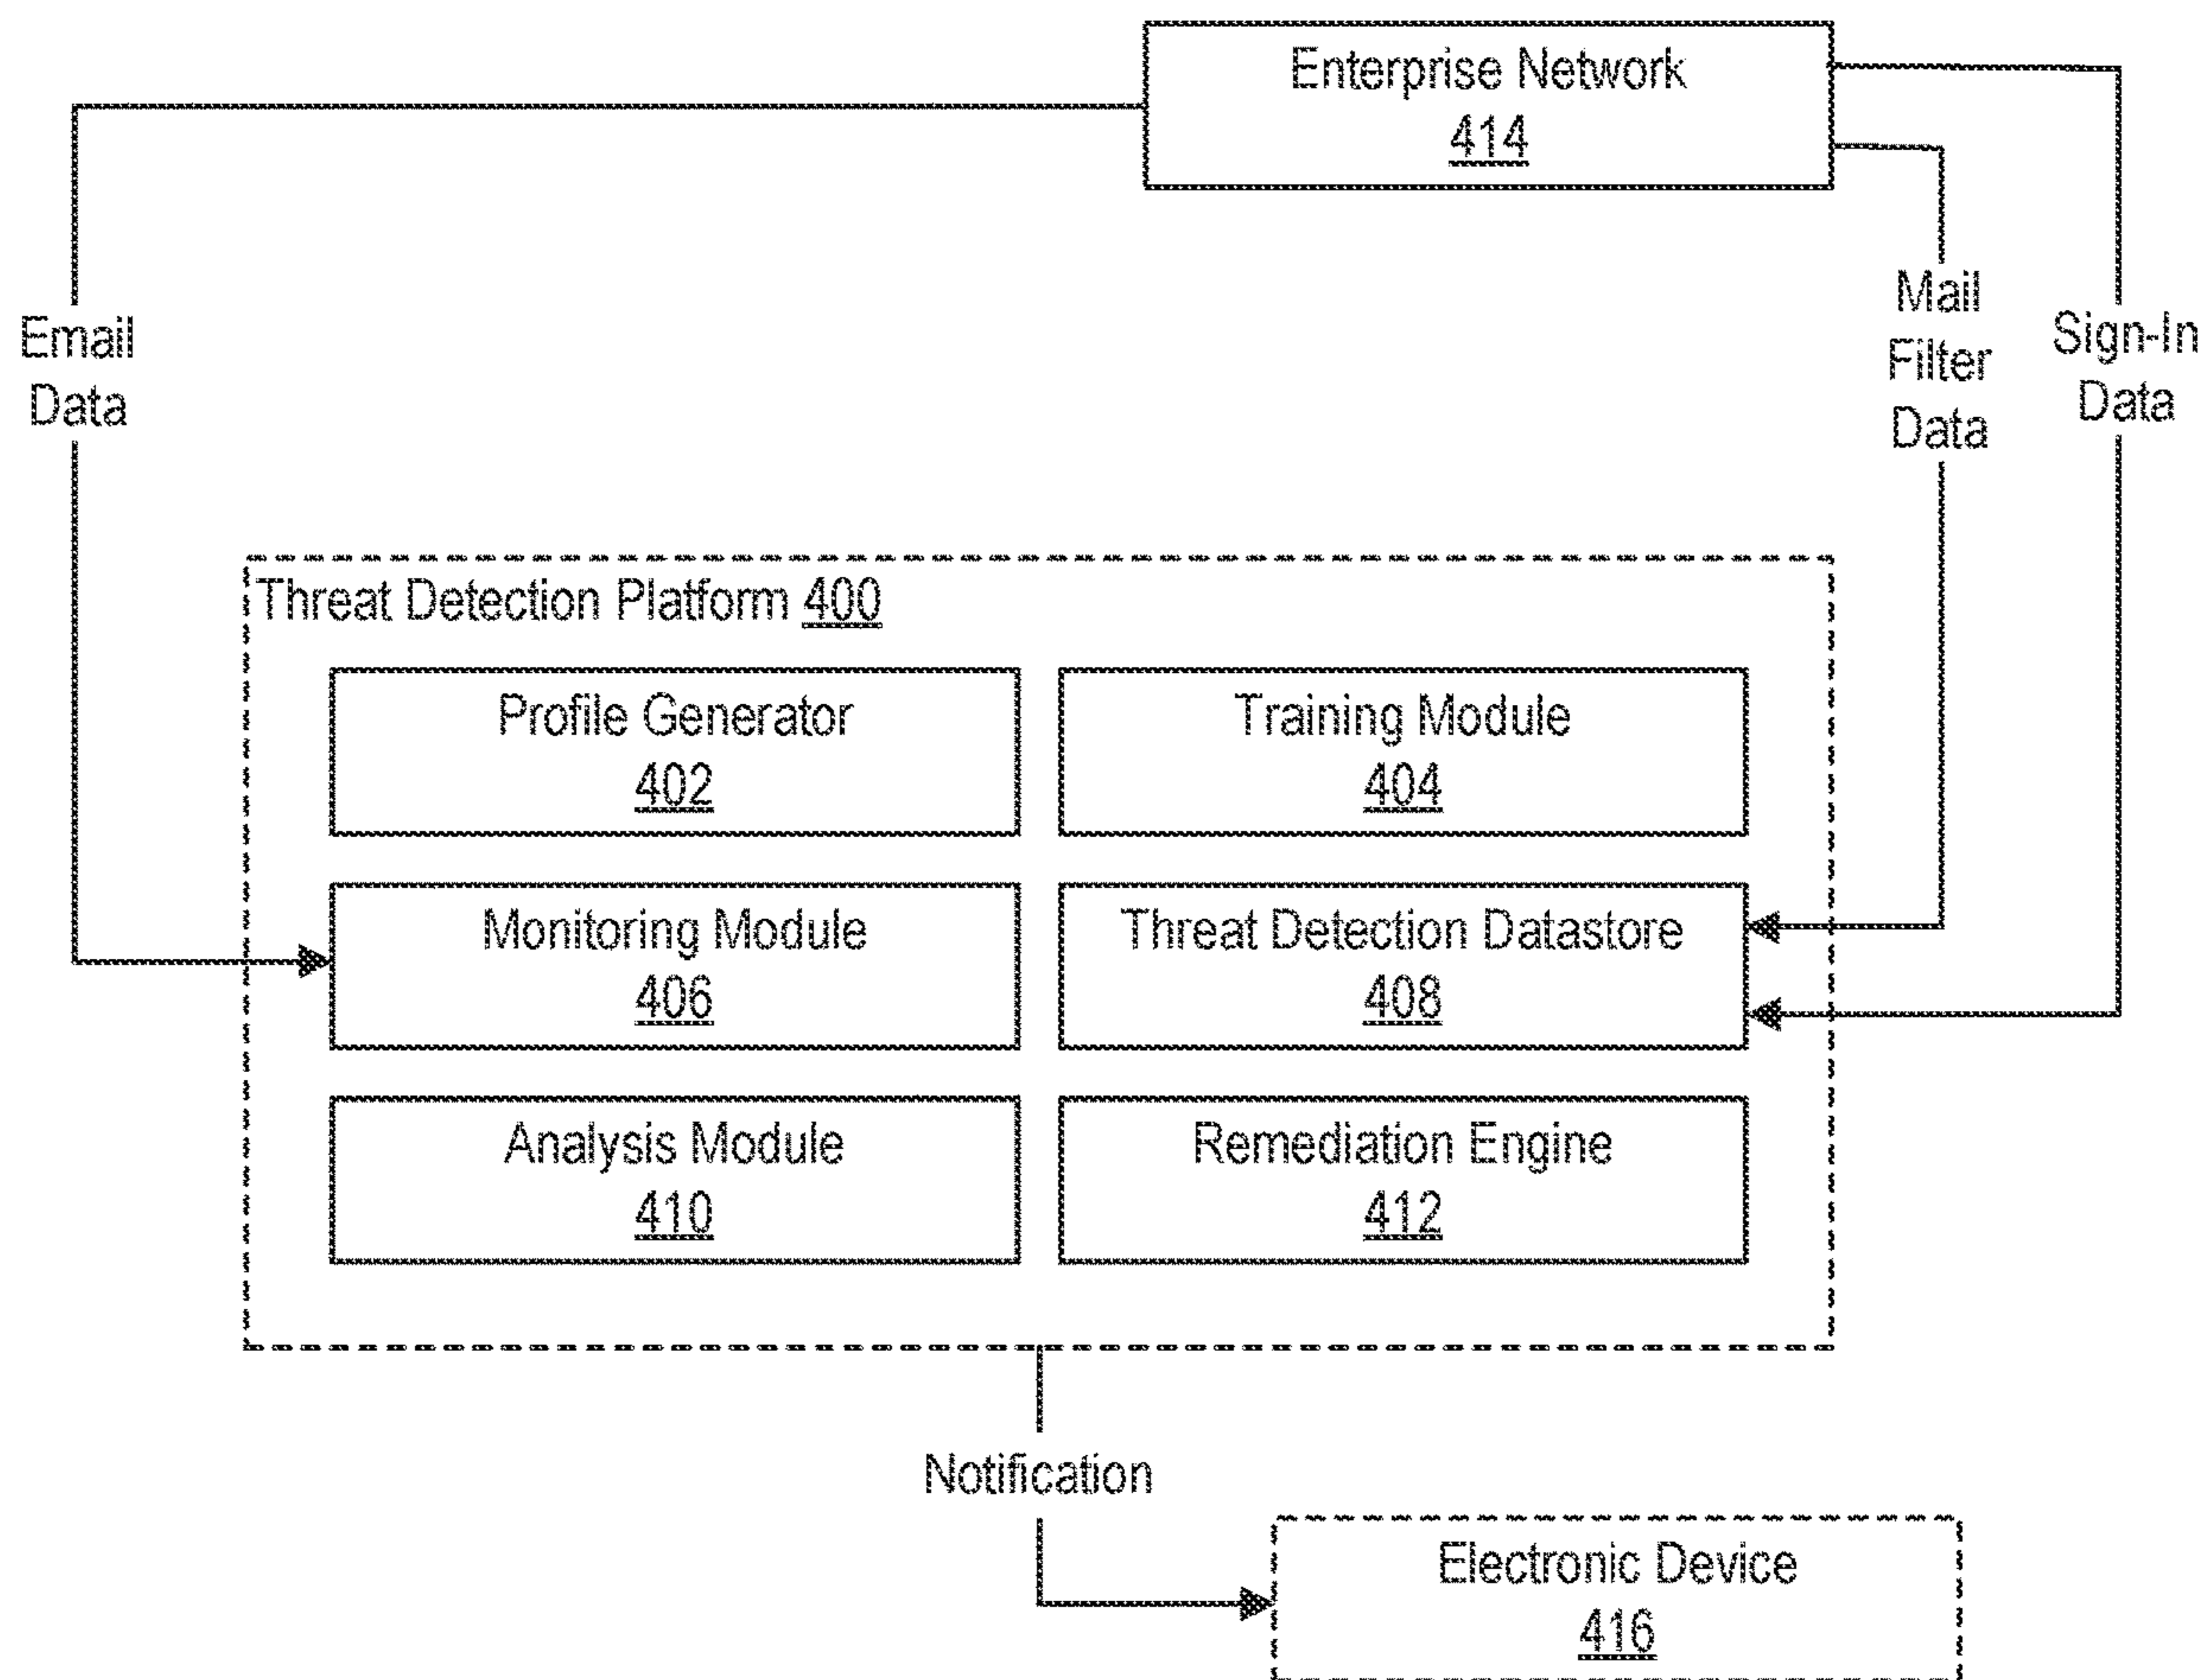 Enterprise Network
414
Email
Data
Mail
Filter
Data
Sign-In
Data
Threat Detection Platform 400
Profile Generator
402
Training Module
404
Monitoring Module
406
Threat Detection Datastore
408
Analysis Module
410
Remediation Engine
412
Notification
Electronic Device
416